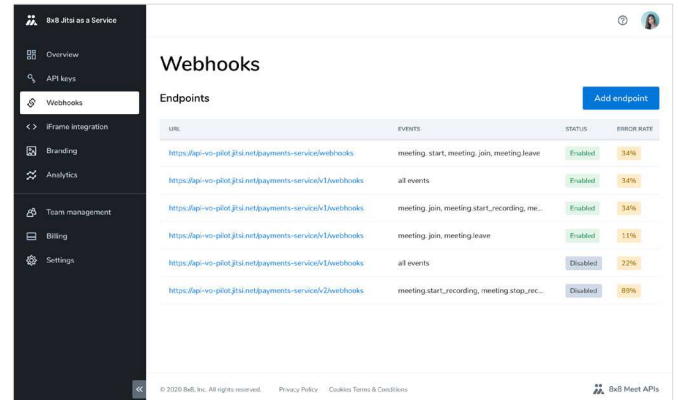 8x8 Jitsi as a Service
Overview
API keys
Webhooks
iFrame integration
Branding
Analytics
Team management
Billing
Settings
Webhooks
Endpoints
Add endpoint
URL EVENTS STATUS ERROR RATE
https://api-vo-pilot.jitsi.net/payments-service/webhooks meeting. start, meeting. join, meeting.leave Enabled 34%
https://api-vo-pilot.jitsi.net/payments-service/v1/webhooks all events Enabled 34%
https://api-vo-pilot.jitsi.net/payments-service/v1/webhooks meeting. join, meeting.start_recording, me... Enabled 34%
https://api-vo-pilot.jitsi.net/payments-service/v1/webhooks meeting. join, meeting.leave Enabled 11%
https://api-vo-pilot.jitsi.net/payments-service/v1/webhooks all events Disabled 22%
https://api-vo-pilot.jitsi.net/payments-service/v2/webhooks meeting.start_recording, meeting.stop_rec... Disabled 89%
© 2020 8x8, Inc. All rights reserved. Privacy Policy Cookies Terms & Conditions 8x8 Meet APIs